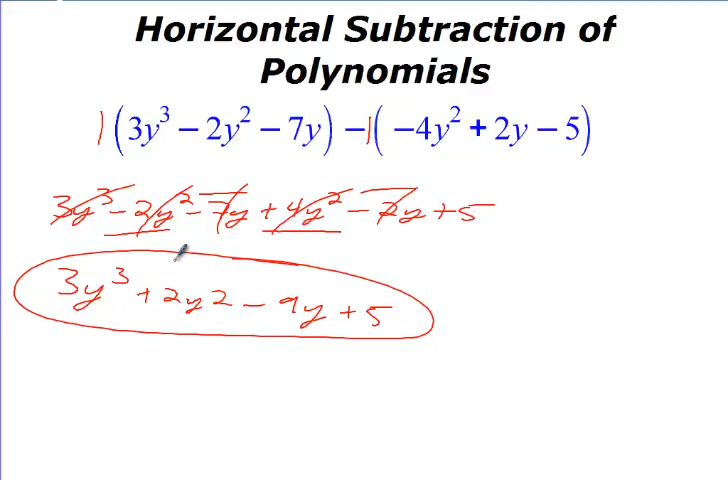 Horizontal Subtraction of
Polynomials
1(3y³ − 2y² − 7y) − 1(−4y² + 2y − 5)
3y³ − 2y² − 7y + 4y² − 2y + 5
3y³ + 2y2 − 9y + 5